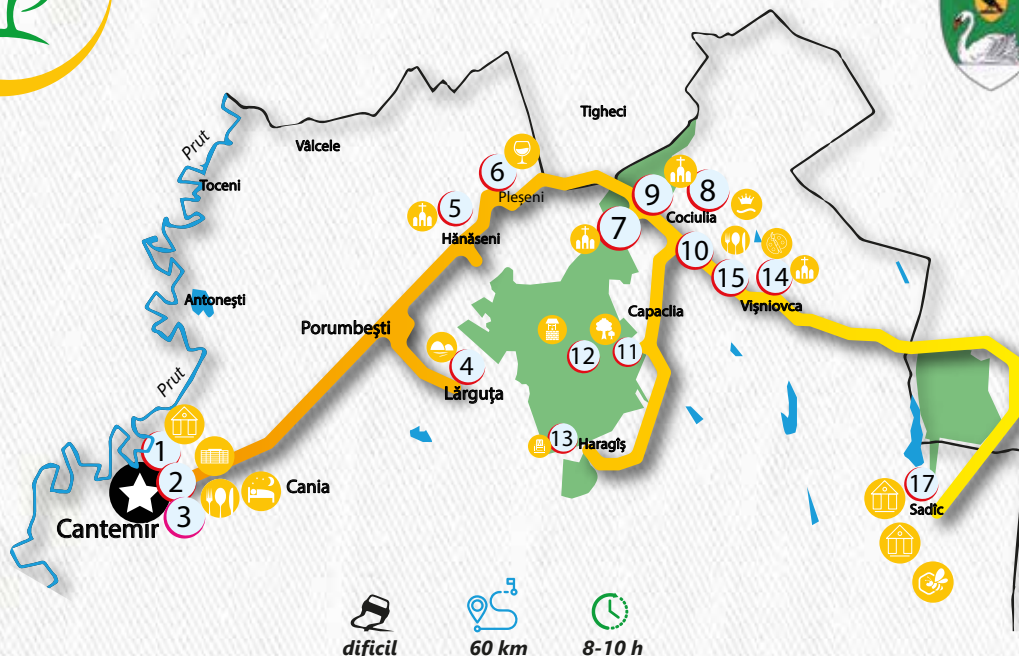 Tigheci
Prut
Vâlcele
6
Toceni
Pleșeni
9
8
5
Cociulia
7
Hănăseni
10
15
14
Antonești
Vișniovca
Capaclia
Porumbești
12
11
4
Prut
Lărguța
13
Haragîș
1
2
Cania
17
3
Sadîc
Cantemir
dificil
60 km
8-10 h